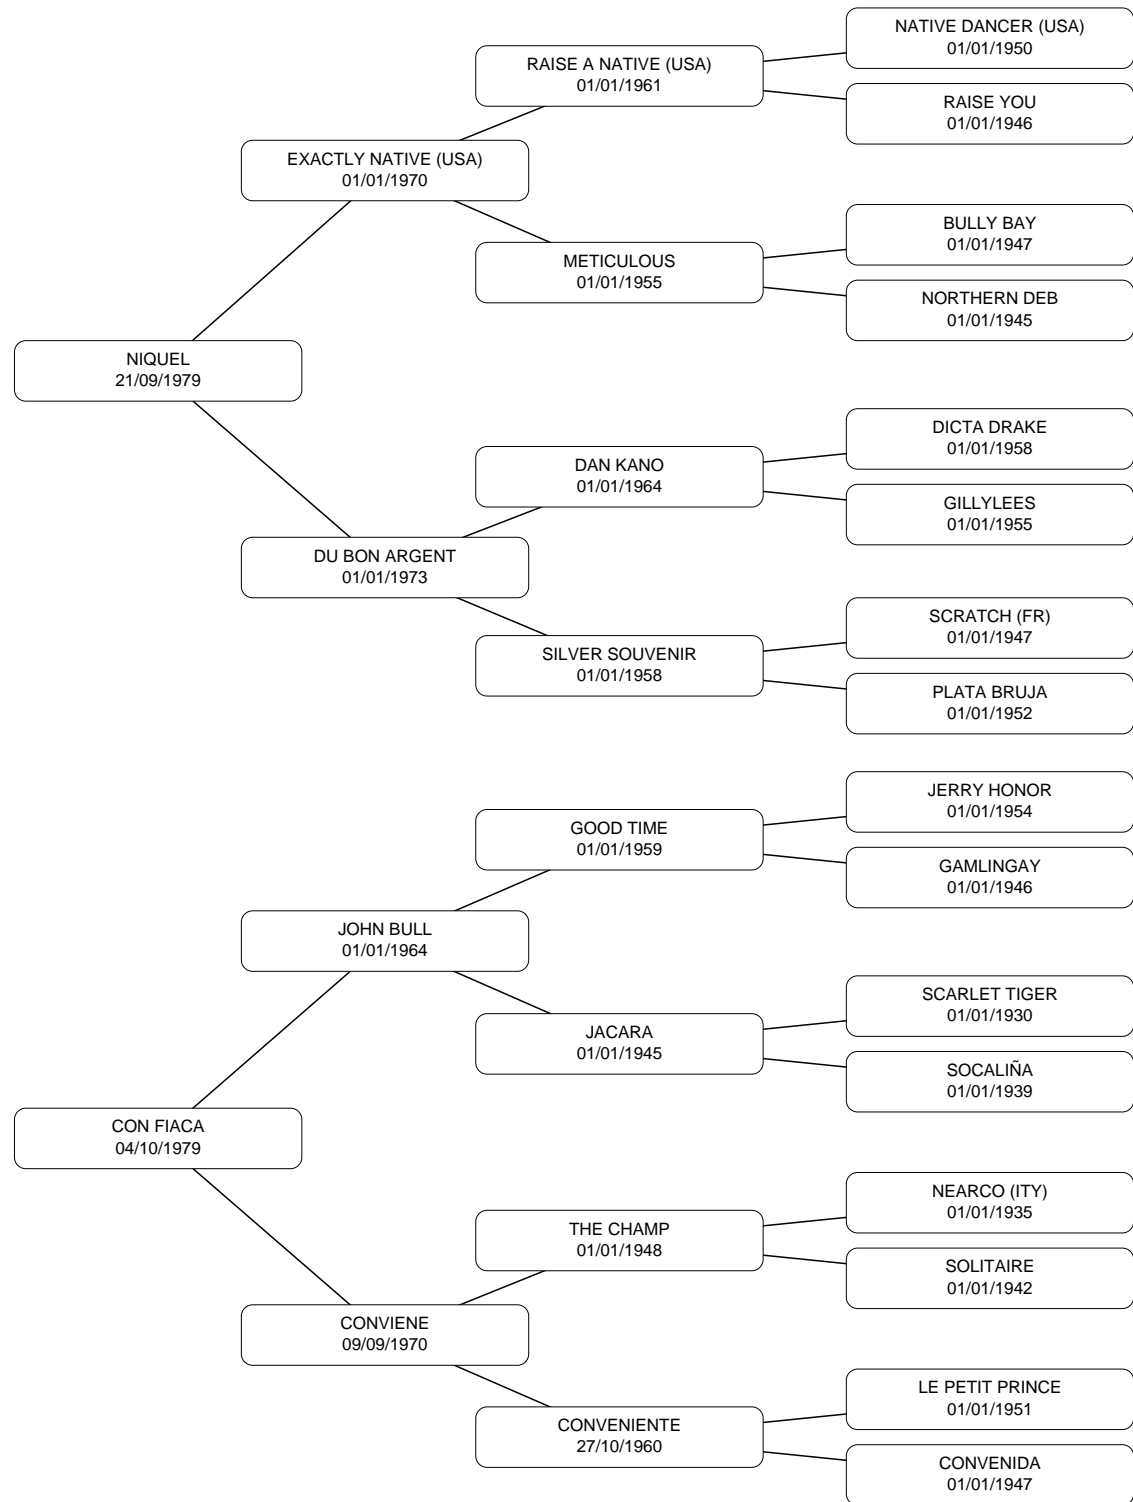 NATIVE DANCER (USA)
01/01/1950
RAISE A NATIVE (USA)
01/01/1961
RAISE YOU
01/01/1946
EXACTLY NATIVE (USA)
01/01/1970
BULLY BAY
01/01/1947
METICULOUS
01/01/1955
NORTHERN DEB
01/01/1945
NIQUEL
21/09/1979
DICTA DRAKE
01/01/1958
DAN KANO
01/01/1964
GILLYLEES
01/01/1955
DU BON ARGENT
01/01/1973
SCRATCH (FR)
01/01/1947
SILVER SOUVENIR
01/01/1958
PLATA BRUJA
01/01/1952
JERRY HONOR
01/01/1954
GOOD TIME
01/01/1959
GAMLINGAY
01/01/1946
JOHN BULL
01/01/1964
SCARLET TIGER
01/01/1930
JACARA
01/01/1945
SOCALIÑA
01/01/1939
CON FIACA
04/10/1979
NEARCO (ITY)
01/01/1935
THE CHAMP
01/01/1948
SOLITAIRE
01/01/1942
CONVIENE
09/09/1970
LE PETIT PRINCE
01/01/1951
CONVENIENTE
27/10/1960
CONVENIDA
01/01/1947